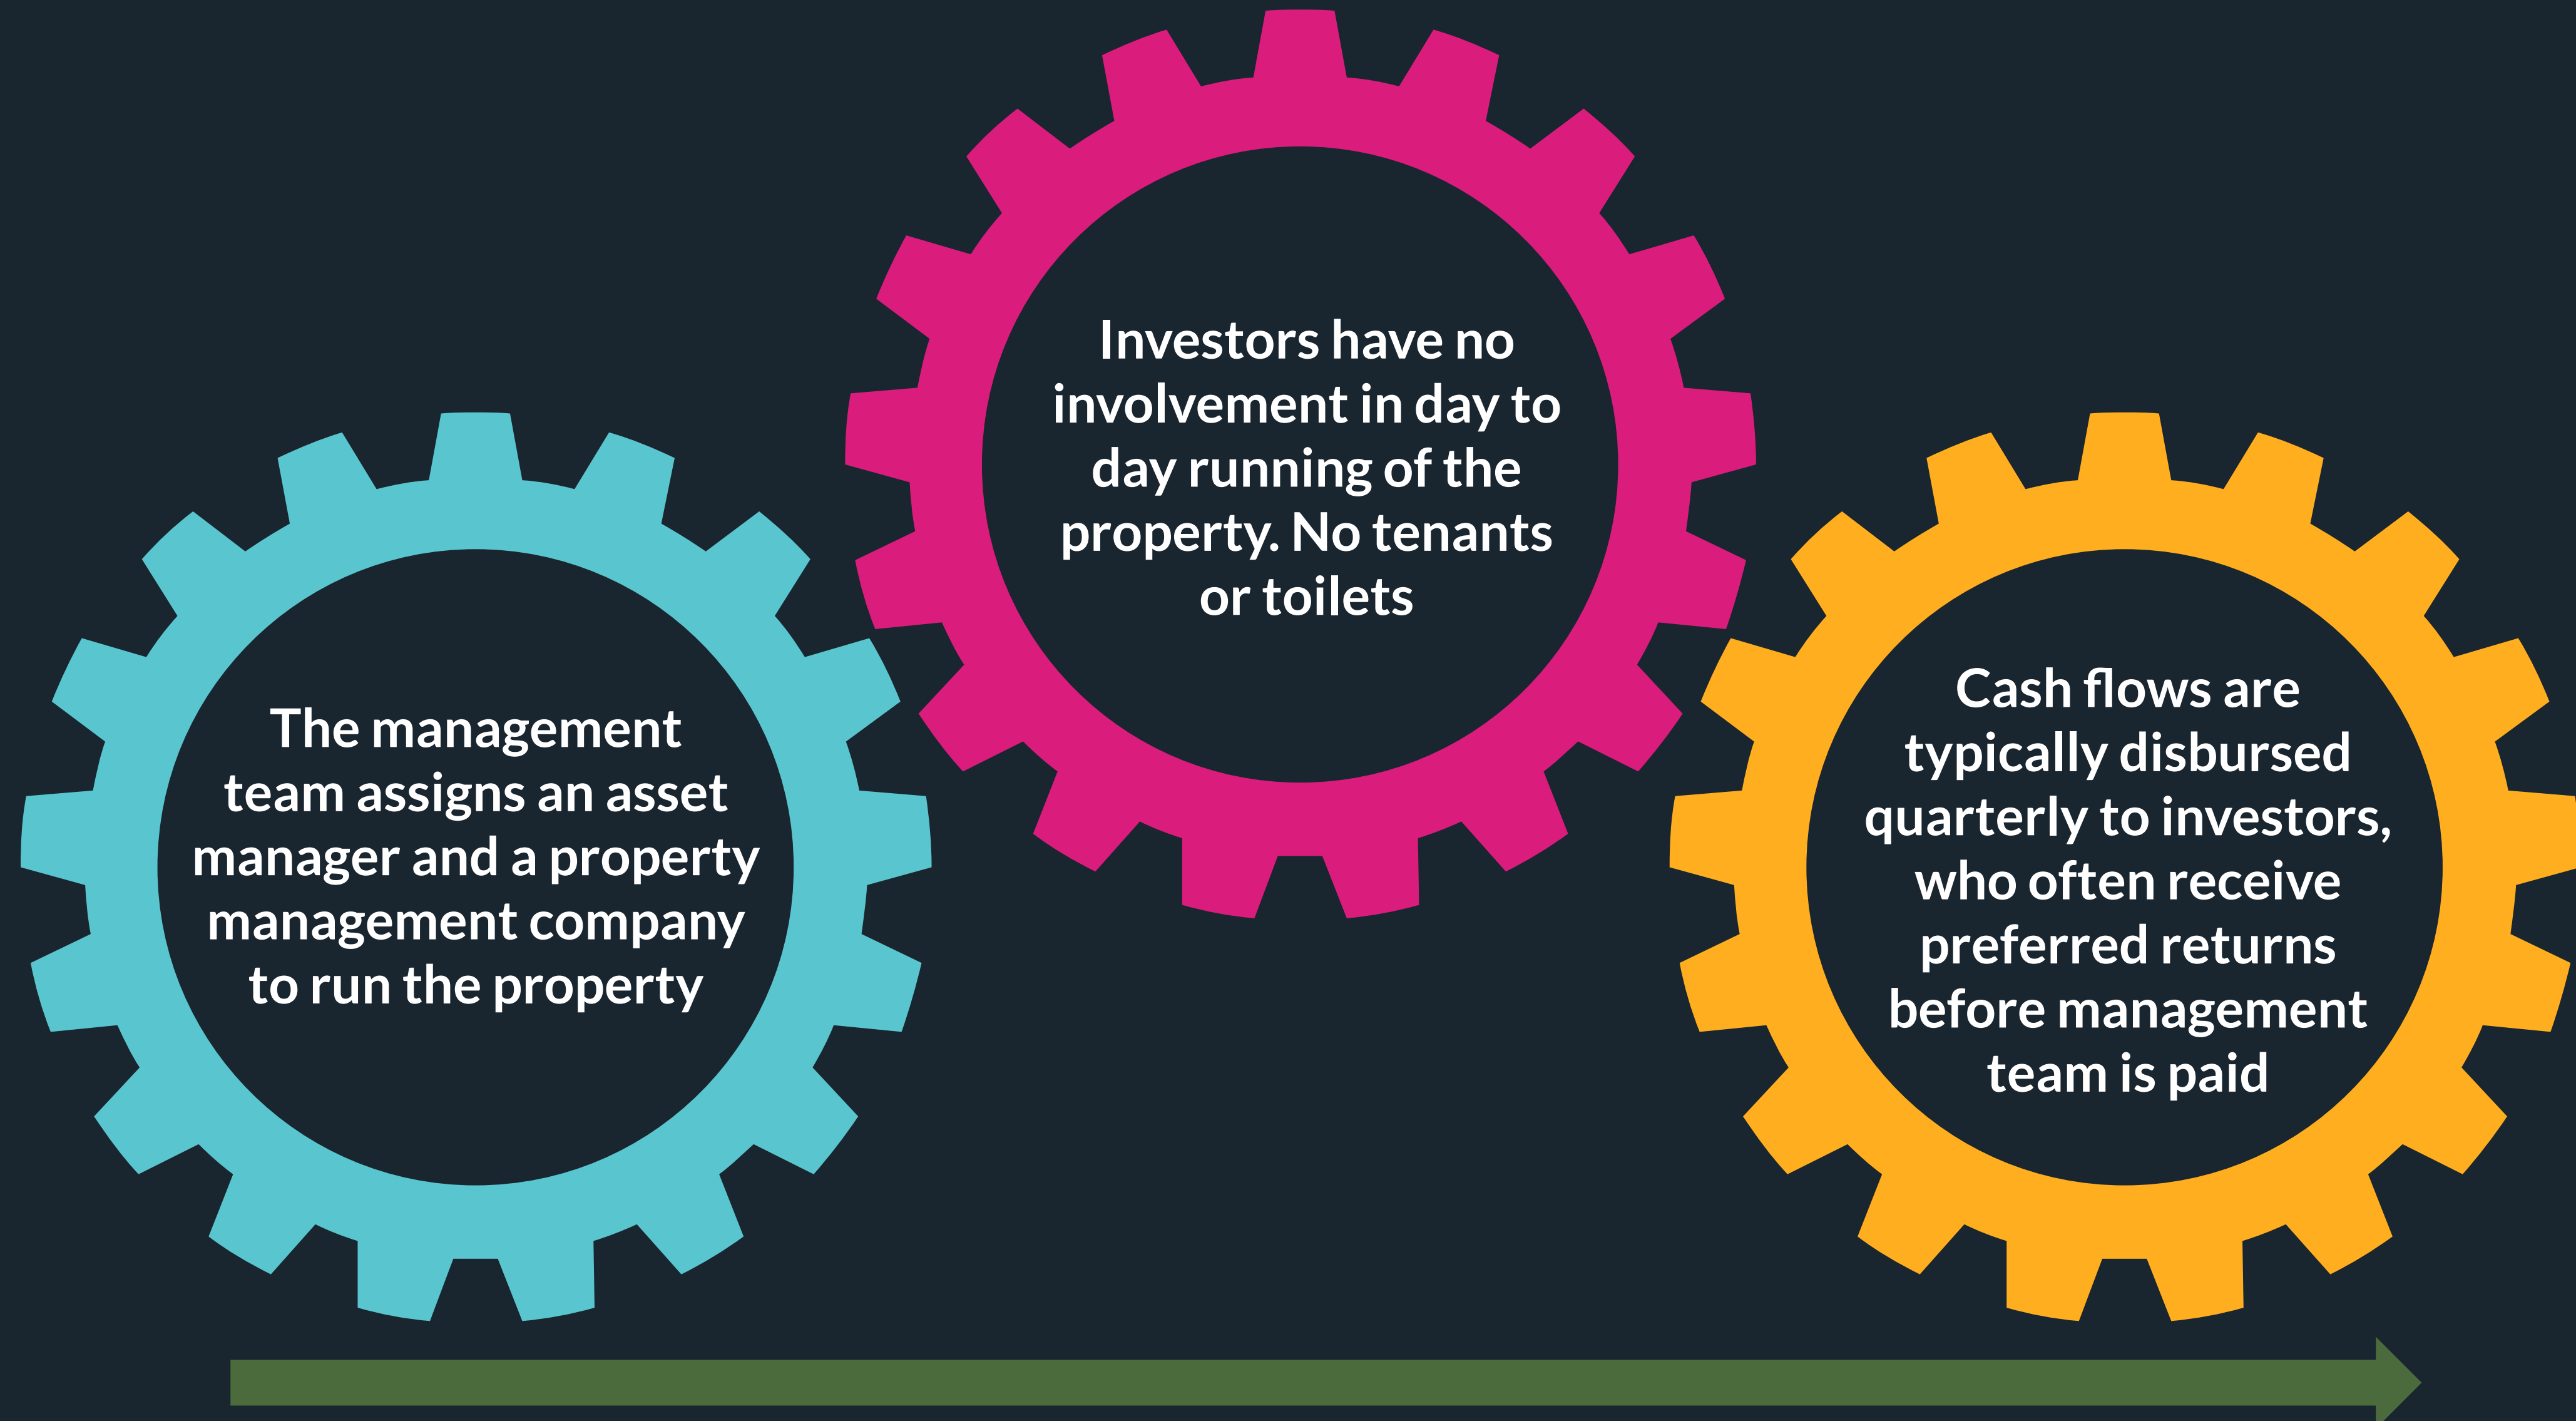 The management
team assigns an asset
manager and a property
management company
to run the property
Investors have no
involvement in day to
day running of the
property. No tenants
or toilets
Cash flows are
typically disbursed
quarterly to investors,
who often receive
preferred returns
before management
team is paid